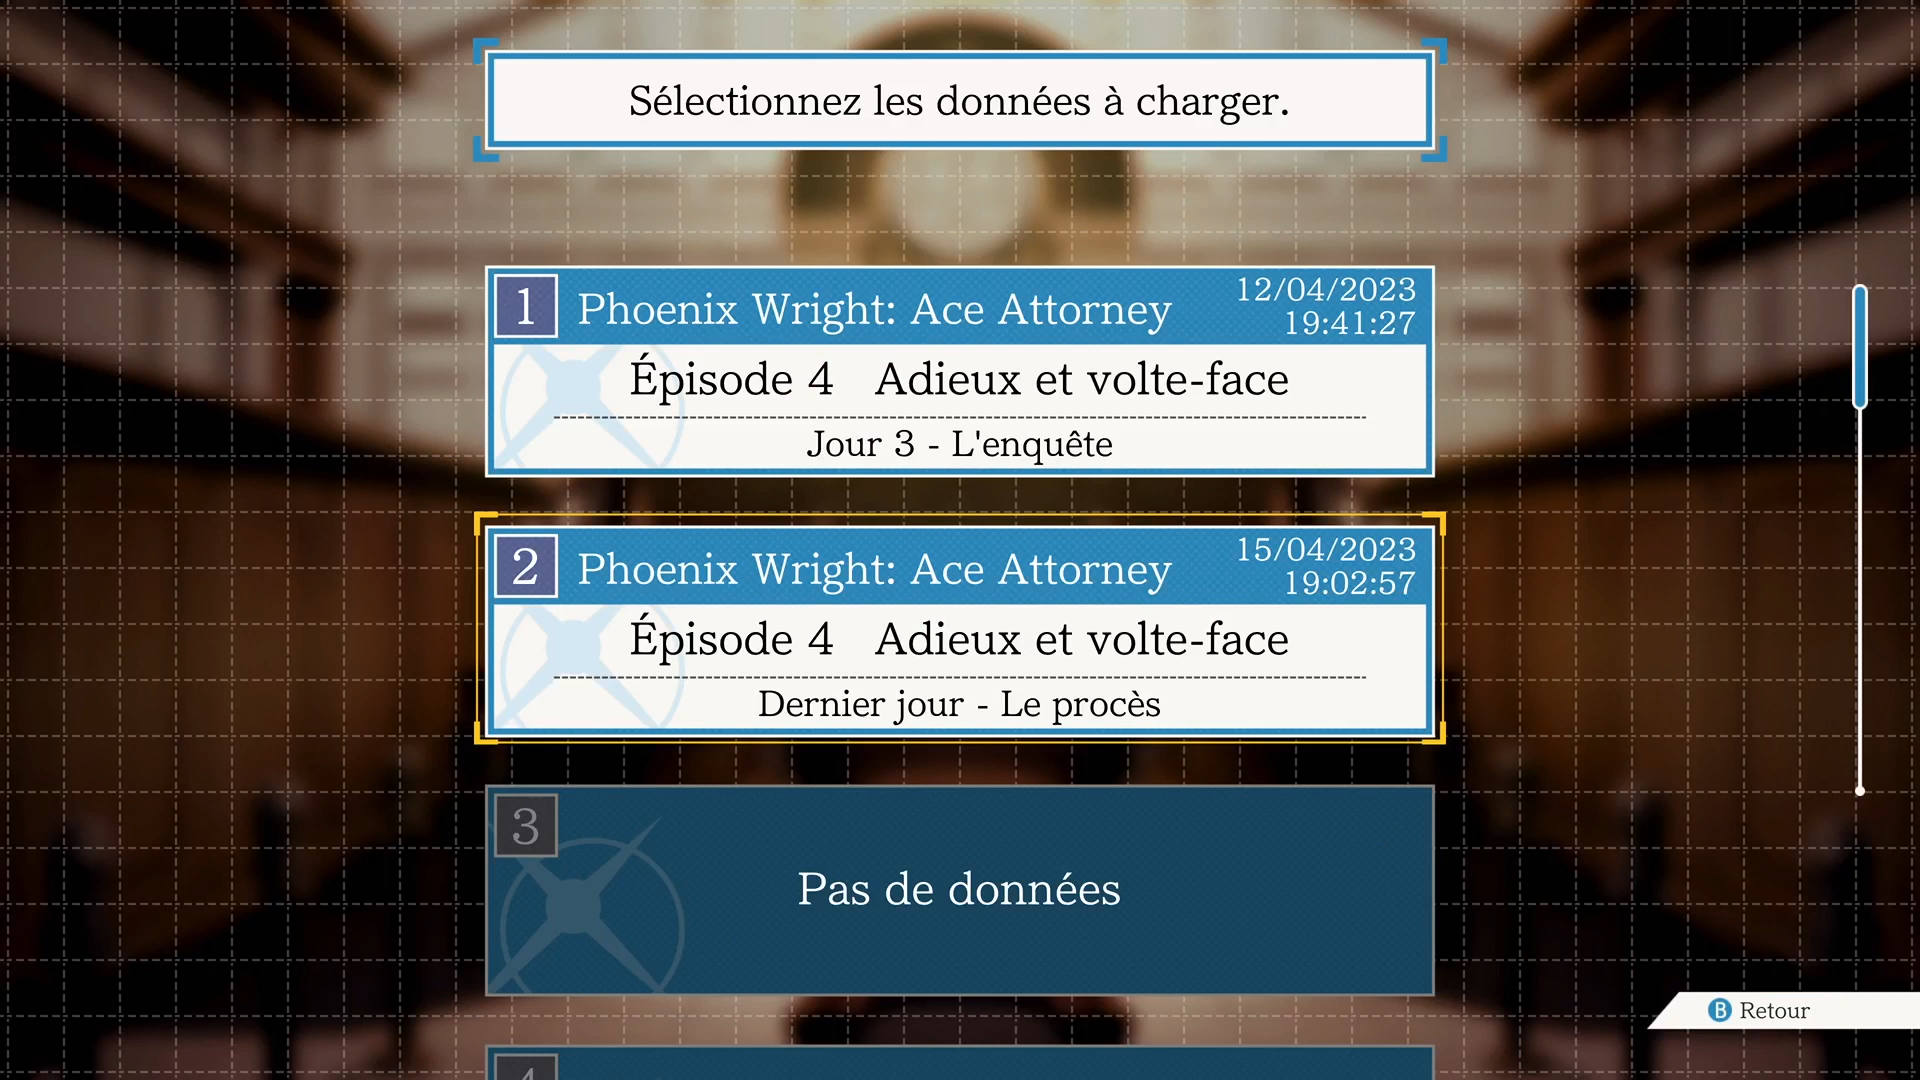 Sélectionnez les données à charger.
1 Phoenix Wright: Ace Attorney 12/04/2023
19:41:27
Épisode 4 Adieux et volte-face
Jour 3 - L'enquête
2 Phoenix Wright: Ace Attorney 15/04/2023
19:02:57
Épisode 4 Adieux et volte-face
Dernier jour - Le procès
3
Pas de données
B Retour
4